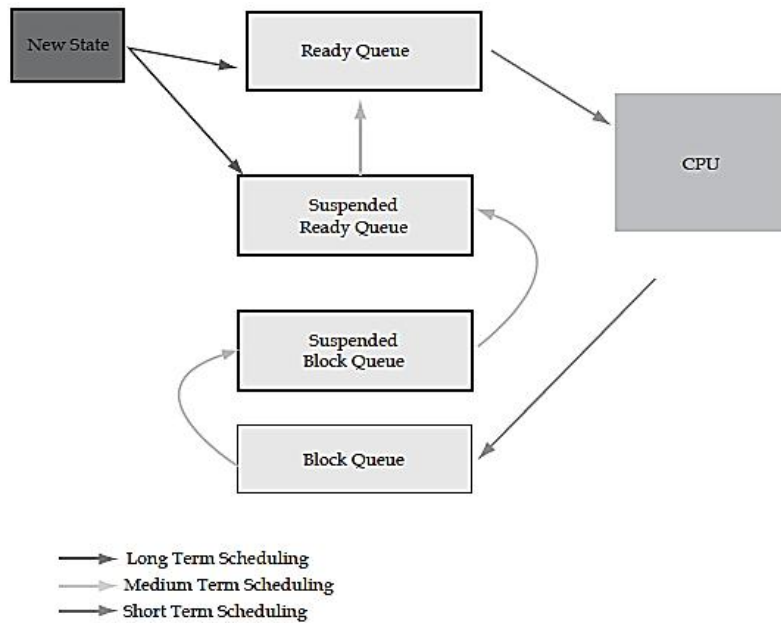 New State
Ready Queue
CPU
Suspended
Ready Queue
Suspended
Block Queue
Block Queue
Long Term Scheduling
Medium Term Scheduling
Short Term Scheduling